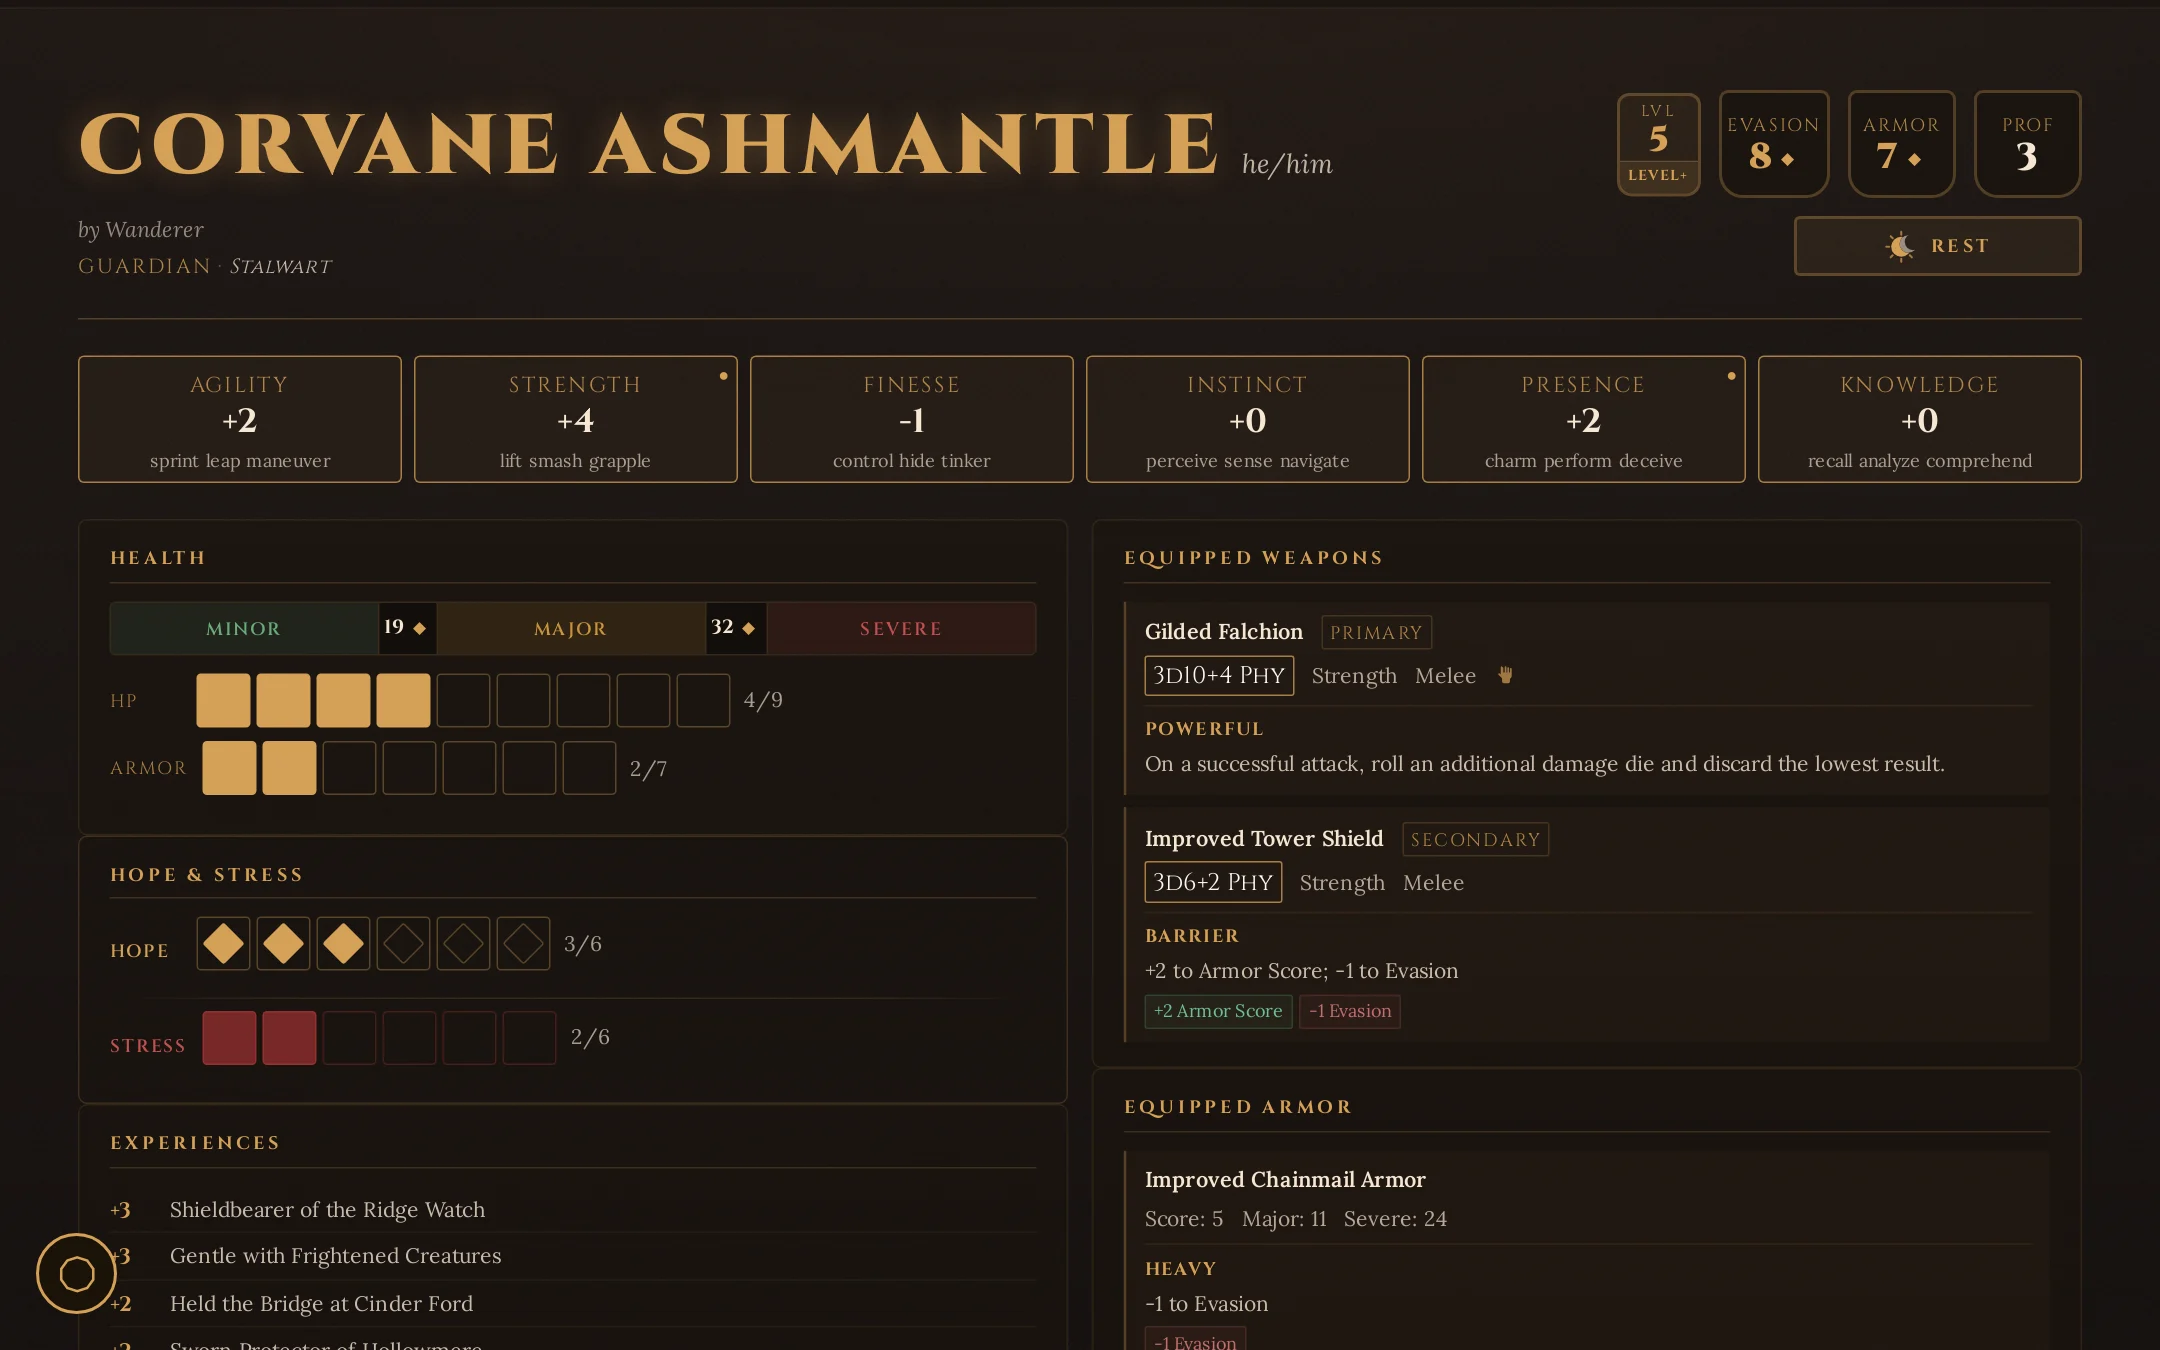 CORVANE ASHMANTLE he/him
by Wanderer
GUARDIAN · STALWART
LVL
5
LEVEL+
EVASION
8
ARMOR
7
PROF
3
REST
AGILITY
+2
sprint leap maneuver
STRENGTH
+4
lift smash grapple
FINESSE
-1
control hide tinker
INSTINCT
+0
perceive sense navigate
PRESENCE
+2
charm perform deceive
KNOWLEDGE
+0
recall analyze comprehend
HEALTH
MINOR 19 MAJOR 32 SEVERE
HP 4/9
ARMOR 2/7
HOPE & STRESS
HOPE 3/6
STRESS 2/6
EXPERIENCES
+3 Shieldbearer of the Ridge Watch
+3 Gentle with Frightened Creatures
+2 Held the Bridge at Cinder Ford
+2 Sworn Protector of Hollowmere
EQUIPPED WEAPONS
Gilded Falchion PRIMARY
3D10+4 PHY Strength Melee
POWERFUL
On a successful attack, roll an additional damage die and discard the lowest result.
Improved Tower Shield SECONDARY
3D6+2 PHY Strength Melee
BARRIER
+2 to Armor Score; -1 to Evasion
+2 Armor Score -1 Evasion
EQUIPPED ARMOR
Improved Chainmail Armor
Score: 5 Major: 11 Severe: 24
HEAVY
-1 to Evasion
-1 Evasion